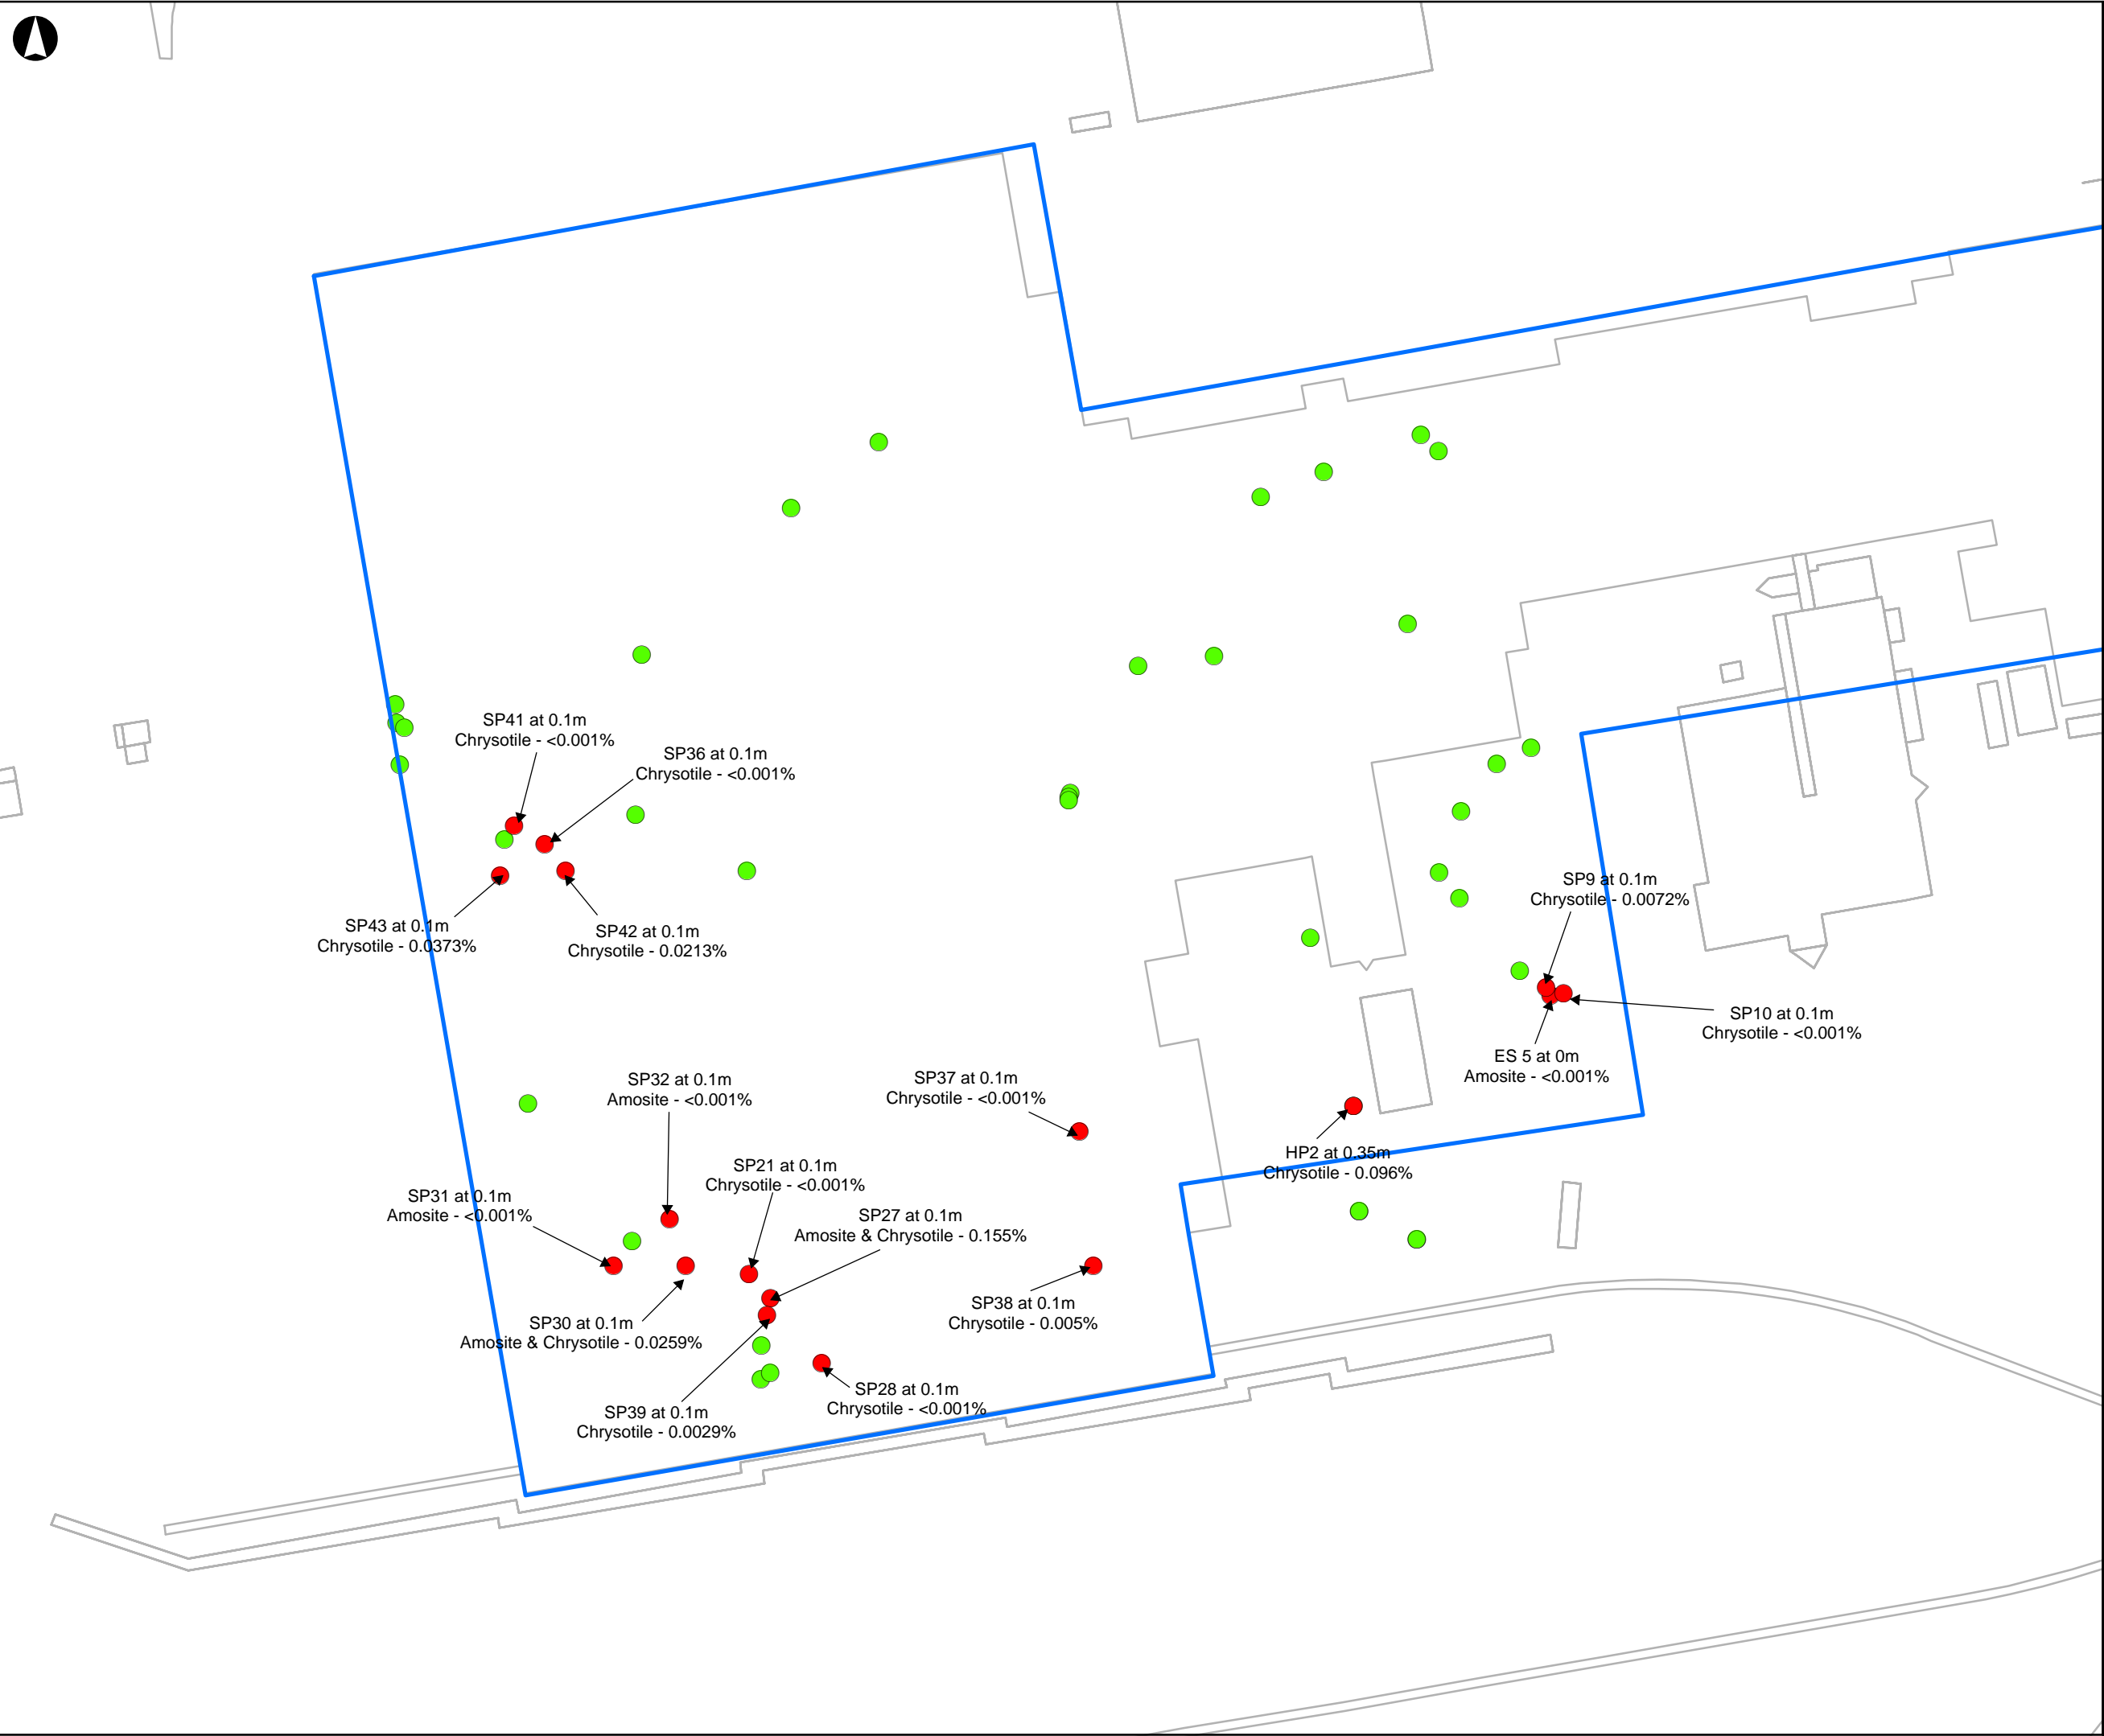 SP41 at 0.1m
Chrysotile - <0.001%
SP36 at 0.1m
Chrysotile - <0.001%
SP43 at 0.1m
Chrysotile - 0.0373%
SP42 at 0.1m
Chrysotile - 0.0213%
SP9 at 0.1m
Chrysotile - 0.0072%
SP10 at 0.1m
Chrysotile - <0.001%
ES 5 at 0m
Amosite - <0.001%
SP32 at 0.1m
Amosite - <0.001%
SP37 at 0.1m
Chrysotile - <0.001%
HP2 at 0.35m
Chrysotile - 0.096%
SP21 at 0.1m
Chrysotile - <0.001%
SP31 at 0.1m
Amosite - <0.001%
SP27 at 0.1m
Amosite & Chrysotile - 0.155%
SP38 at 0.1m
Chrysotile - 0.005%
SP30 at 0.1m
Amosite & Chrysotile - 0.0259%
SP28 at 0.1m
Chrysotile - <0.001%
SP39 at 0.1m
Chrysotile - 0.0029%